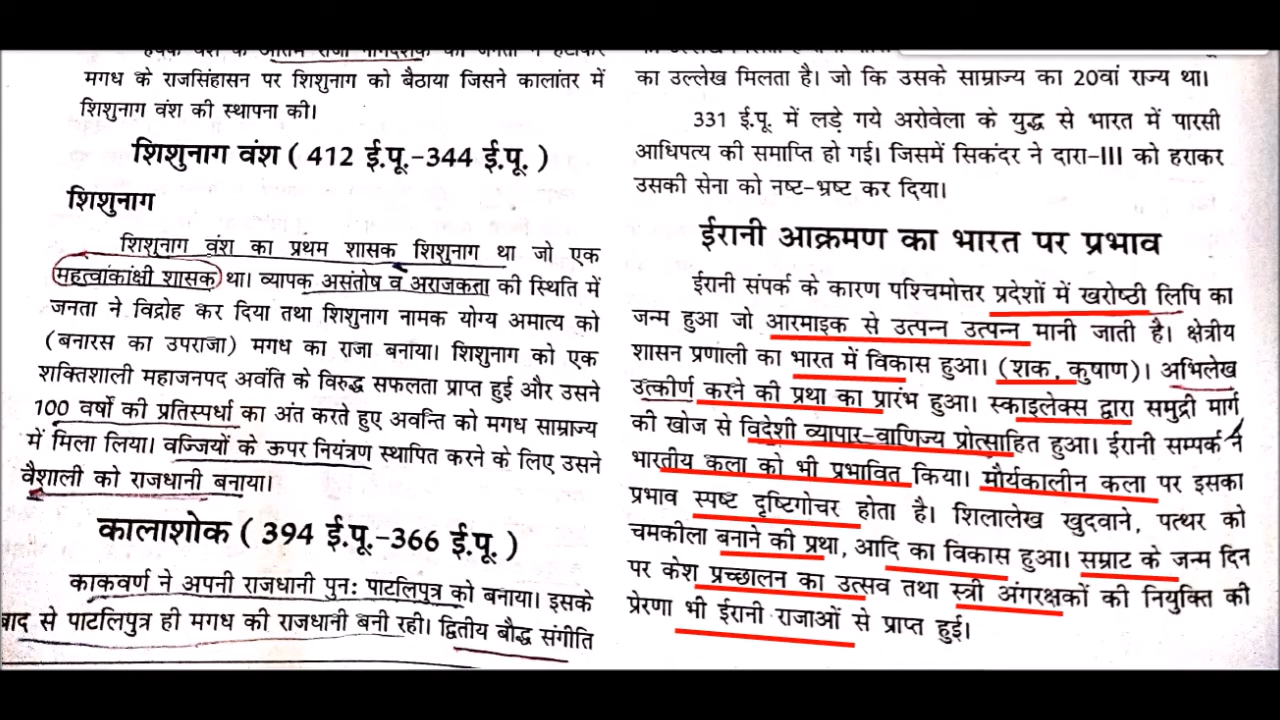 मगध के राजसिंहासन पर शिशुनाग को बैठाया जिसने कालांतर में
शिशुनाग वंश की स्थापना की।
शिशुनाग वंश ( 412 ई.पू.-344 ई.पू. )
शिशुनाग
शिशुनाग वंश का प्रथम शासक शिशुनाग था जो एक
महत्वाकांक्षी शासक था। व्यापक असंतोष व अराजकता की स्थिति में
जनता ने विद्रोह कर दिया तथा शिशुनाग नामक योग्य अमात्य को
(बनारस का उपराजा) मगध का राजा बनाया। शिशुनाग को एक
शक्तिशाली महाजनपद अवंति के विरुद्ध सफलता प्राप्त हुई और उसने
100 वर्षों की प्रतिस्पर्धा का अंत करते हुए अवन्ति को मगध साम्राज्य
में मिला लिया। वज्जियों के ऊपर नियंत्रण स्थापित करने के लिए उसने
वैशाली को राजधानी बनाया।
कालाशोक ( 394 ई.पू.-366 ई.पू. )
काकवर्ण ने अपनी राजधानी पुनः पाटलिपुत्र को बनाया। इसके
बाद से पाटलिपुत्र ही मगध की राजधानी बनी रही। द्वितीय बौद्ध संगीति
का उल्लेख मिलता है। जो कि उसके साम्राज्य का 20वां राज्य था।
331 ई.पू. में लड़े गये अरोवेला के युद्ध से भारत में पारसी
आधिपत्य की समाप्ति हो गई। जिसमें सिकंदर ने दारा-III को हराकर
उसकी सेना को नष्ट-भ्रष्ट कर दिया।
ईरानी आक्रमण का भारत पर प्रभाव
ईरानी संपर्क के कारण पश्चिमोत्तर प्रदेशों में खरोष्ठी लिपि का
जन्म हुआ जो आरमाइक से उत्पन्न उत्पन्न मानी जाती है। क्षेत्रीय
शासन प्रणाली का भारत में विकास हुआ। (शक, कुषाण)। अभिलेख
उत्कीर्ण करने की प्रथा का प्रारंभ हुआ। स्काइलेक्स द्वारा समुद्री मार्ग
की खोज से विदेशी व्यापार-वाणिज्य प्रोत्साहित हुआ। ईरानी सम्पर्क ने
भारतीय कला को भी प्रभावित किया। मौर्यकालीन कला पर इसका
प्रभाव स्पष्ट दृष्टिगोचर होता है। शिलालेख खुदवाने, पत्थर को
चमकीला बनाने की प्रथा, आदि का विकास हुआ। सम्राट के जन्म दिन
पर केश प्रच्छालन का उत्सव तथा स्त्री अंगरक्षकों की नियुक्ति की
प्रेरणा भी ईरानी राजाओं से प्राप्त हुई।